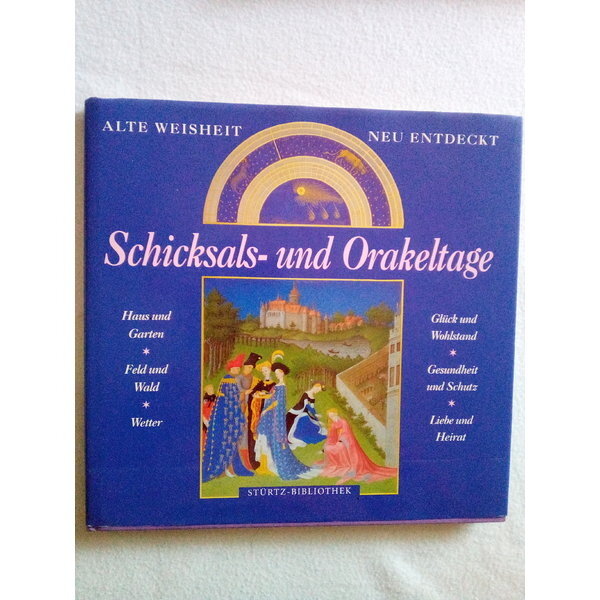 ALTE WEISHEIT
NEU ENTDECKT
Schicksals- und Orakeltage
Haus und
Garten
*
Feld und
Wald
*
Wetter
Glück und
Wohlstand
*
Gesundheit
und Schutz
*
Liebe und
Heirat
STÜRTZ-BIBLIOTHEK